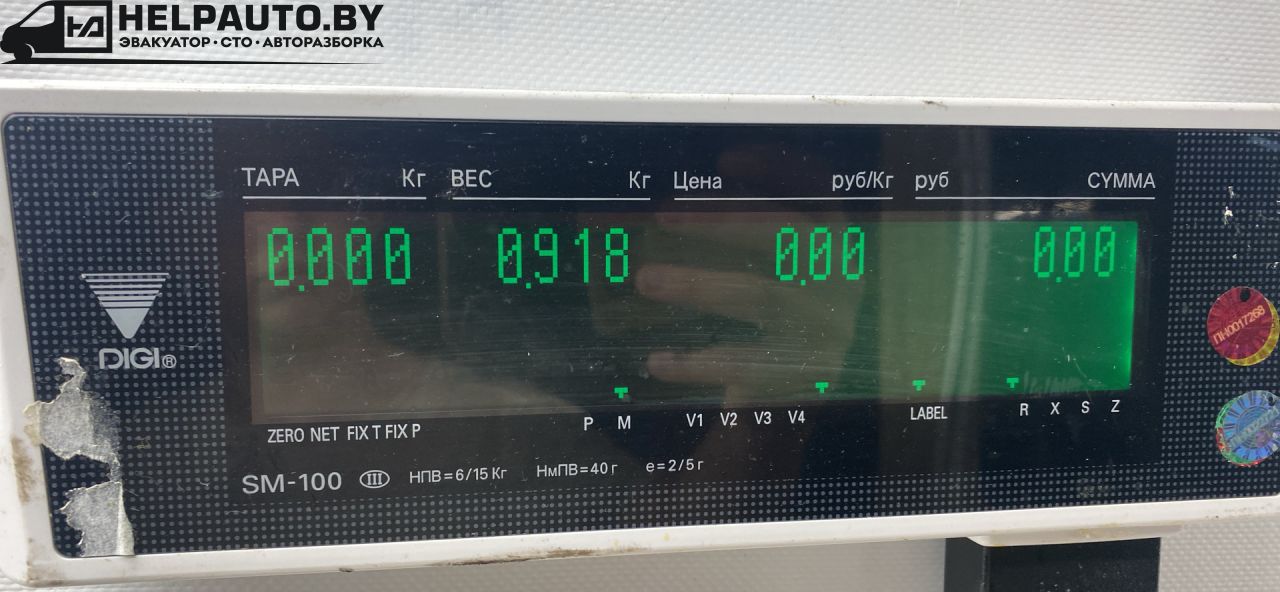 HELPAUTO.BY
ЭВАКУАТОР · СТО · АВТОРАЗБОРКА
ТАРА Кг ВЕС Кг Цена руб/Кг руб СУММА
0.000 0.918 0.00 0.00
DIGI®
P M V1 V2 V3 V4 LABEL R X S Z
ZERO NET FIX T FIX P
SM-100 III НПВ=6/15 Кг НмПВ=40 г e=2/5 г
ПН0017268